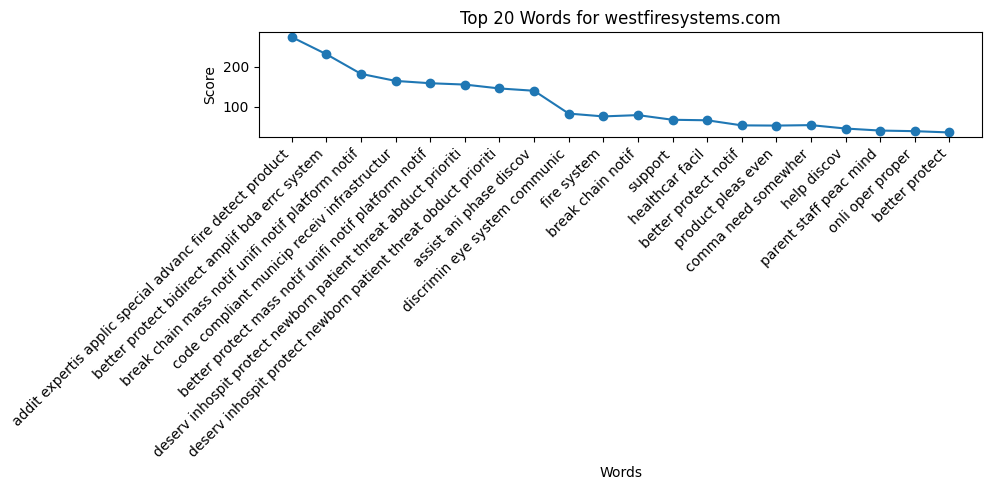 Top 20 Words for westfiresystems.com
Score
200
100
addit expertis applic special advanc fire detect product
better protect bidirect amplif bda errc system
break chain mass notif unifi notif platform notif
code compliant municip receiv infrastructur
better protect mass notif unifi notif platform notif
deserv inhospit protect newborn patient threat abduct prioriti
deserv inhospit protect newborn patient threat obduct prioriti
assist ani phase discov
discrimin eye system communic
fire system
break chain notif
support
healthcar facil
better protect notif
product pleas even
comma need somewher
help discov
parent staff peac mind
onli oper proper
better protect
Words